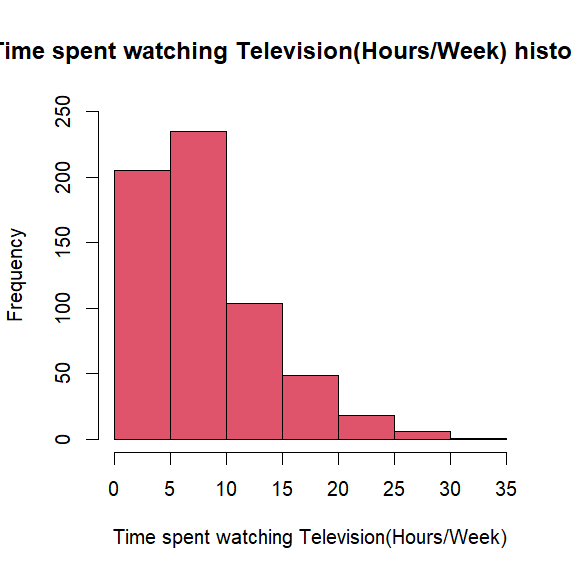 Time spent watching Television(Hours/Week) histo
Frequency
250
200
150
100
50
0
0 5 10 15 20 25 30 35
Time spent watching Television(Hours/Week)